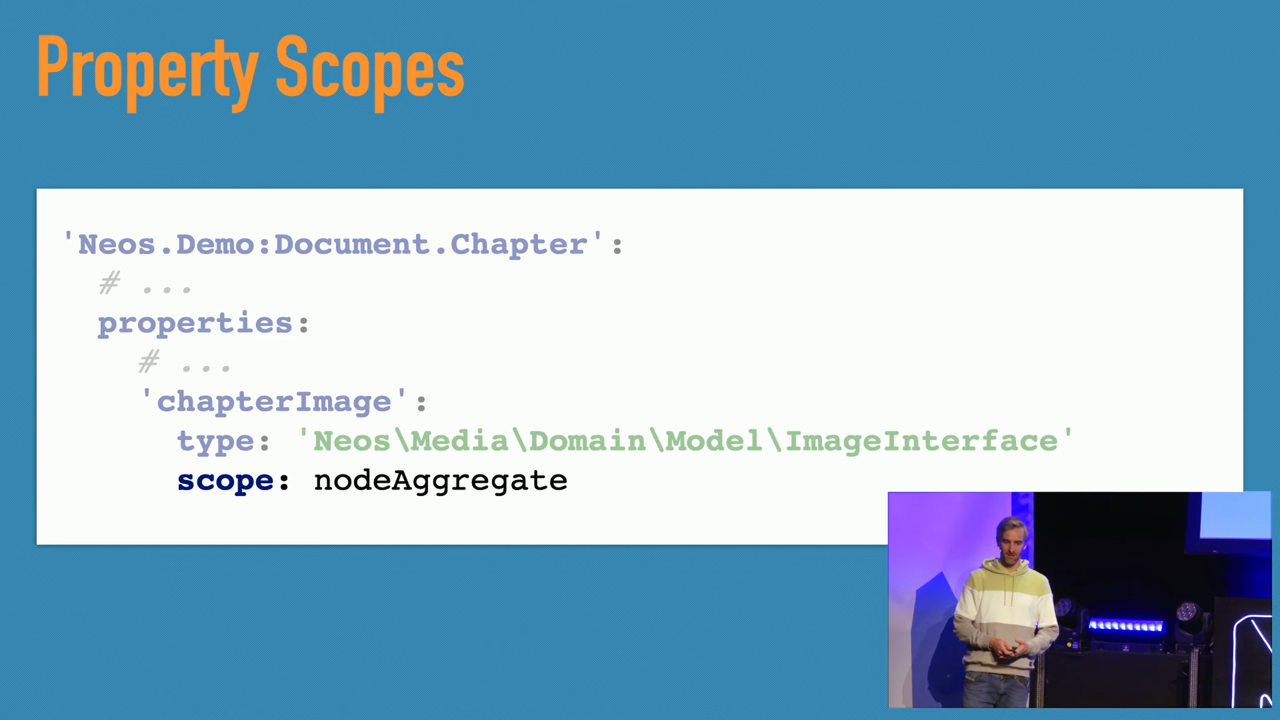 Property Scopes
'Neos.Demo:Document.Chapter':
# ...
properties:
# ...
'chapterImage':
type: 'Neos\Media\Domain\Model\ImageInterface'
scope: nodeAggregate